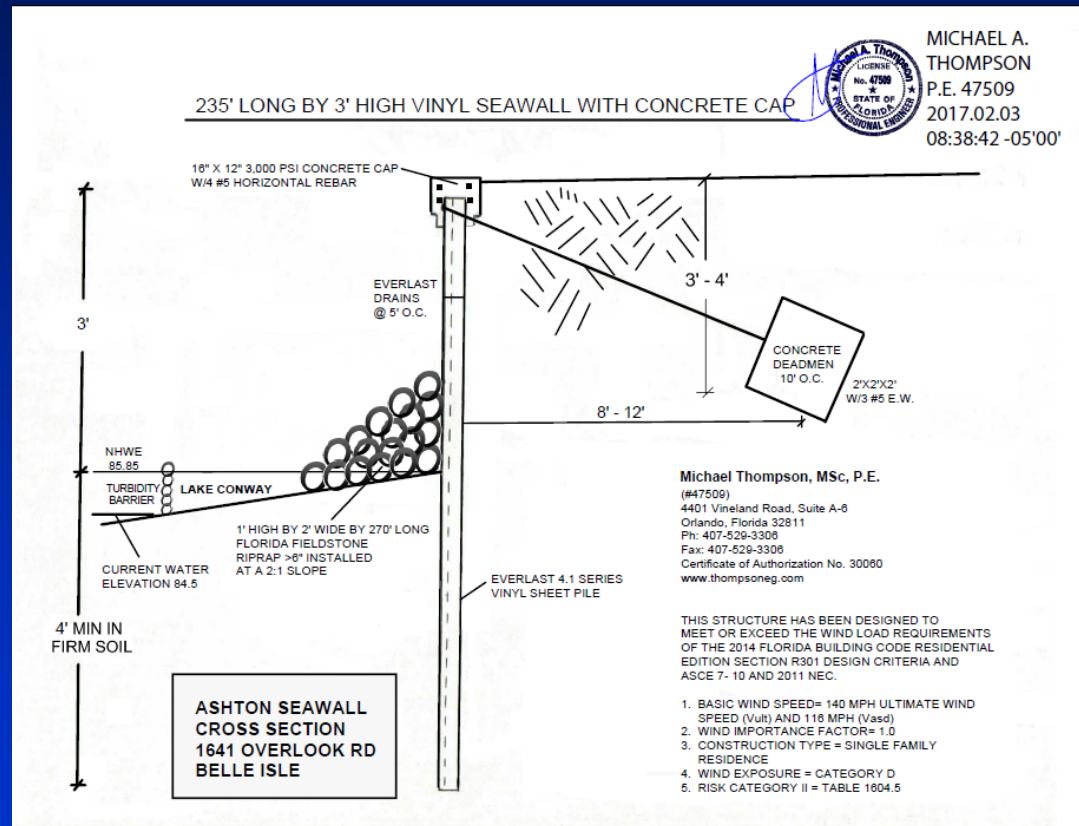 MICHAEL A.
THOMPSON
P.E. 47509
2017.02.03
08:38:42 -05'00'
Michael A. Thompson
LICENSE
No. 47509
STATE OF
FLORIDA
PROFESSIONAL ENGINEER
235' LONG BY 3' HIGH VINYL SEAWALL WITH CONCRETE CAP
16" X 12" 3,000 PSI CONCRETE CAP
W/4 #5 HORIZONTAL REBAR
EVERLAST
DRAINS
@ 5' O.C.
3'
3' - 4'
CONCRETE
DEADMEN
10' O.C.
2'X2'X2'
W/3 #5 E.W.
8' - 12'
NHWE
85.85
TURBIDITY
BARRIER
LAKE CONWAY
1' HIGH BY 2' WIDE BY 270' LONG
FLORIDA FIELDSTONE
RIPRAP >6" INSTALLED
AT A 2:1 SLOPE
CURRENT WATER
ELEVATION 84.5
EVERLAST 4.1 SERIES
VINYL SHEET PILE
4' MIN IN
FIRM SOIL
ASHTON SEAWALL
CROSS SECTION
1641 OVERLOOK RD
BELLE ISLE
Michael Thompson, MSc, P.E.
(#47509)
4401 Vineland Road, Suite A-6
Orlando, Florida 32811
Ph: 407-529-3306
Fax: 407-529-3306
Certificate of Authorization No. 30060
www.thompsoneg.com
THIS STRUCTURE HAS BEEN DESIGNED TO
MEET OR EXCEED THE WIND LOAD REQUIREMENTS
OF THE 2014 FLORIDA BUILDING CODE RESIDENTIAL
EDITION SECTION R301 DESIGN CRITERIA AND
ASCE 7- 10 AND 2011 NEC.
1. BASIC WIND SPEED= 140 MPH ULTIMATE WIND
SPEED (Vult) AND 116 MPH (Vasd)
2. WIND IMPORTANCE FACTOR= 1.0
3. CONSTRUCTION TYPE = SINGLE FAMILY
RESIDENCE
4. WIND EXPOSURE = CATEGORY D
5. RISK CATEGORY II = TABLE 1604.5